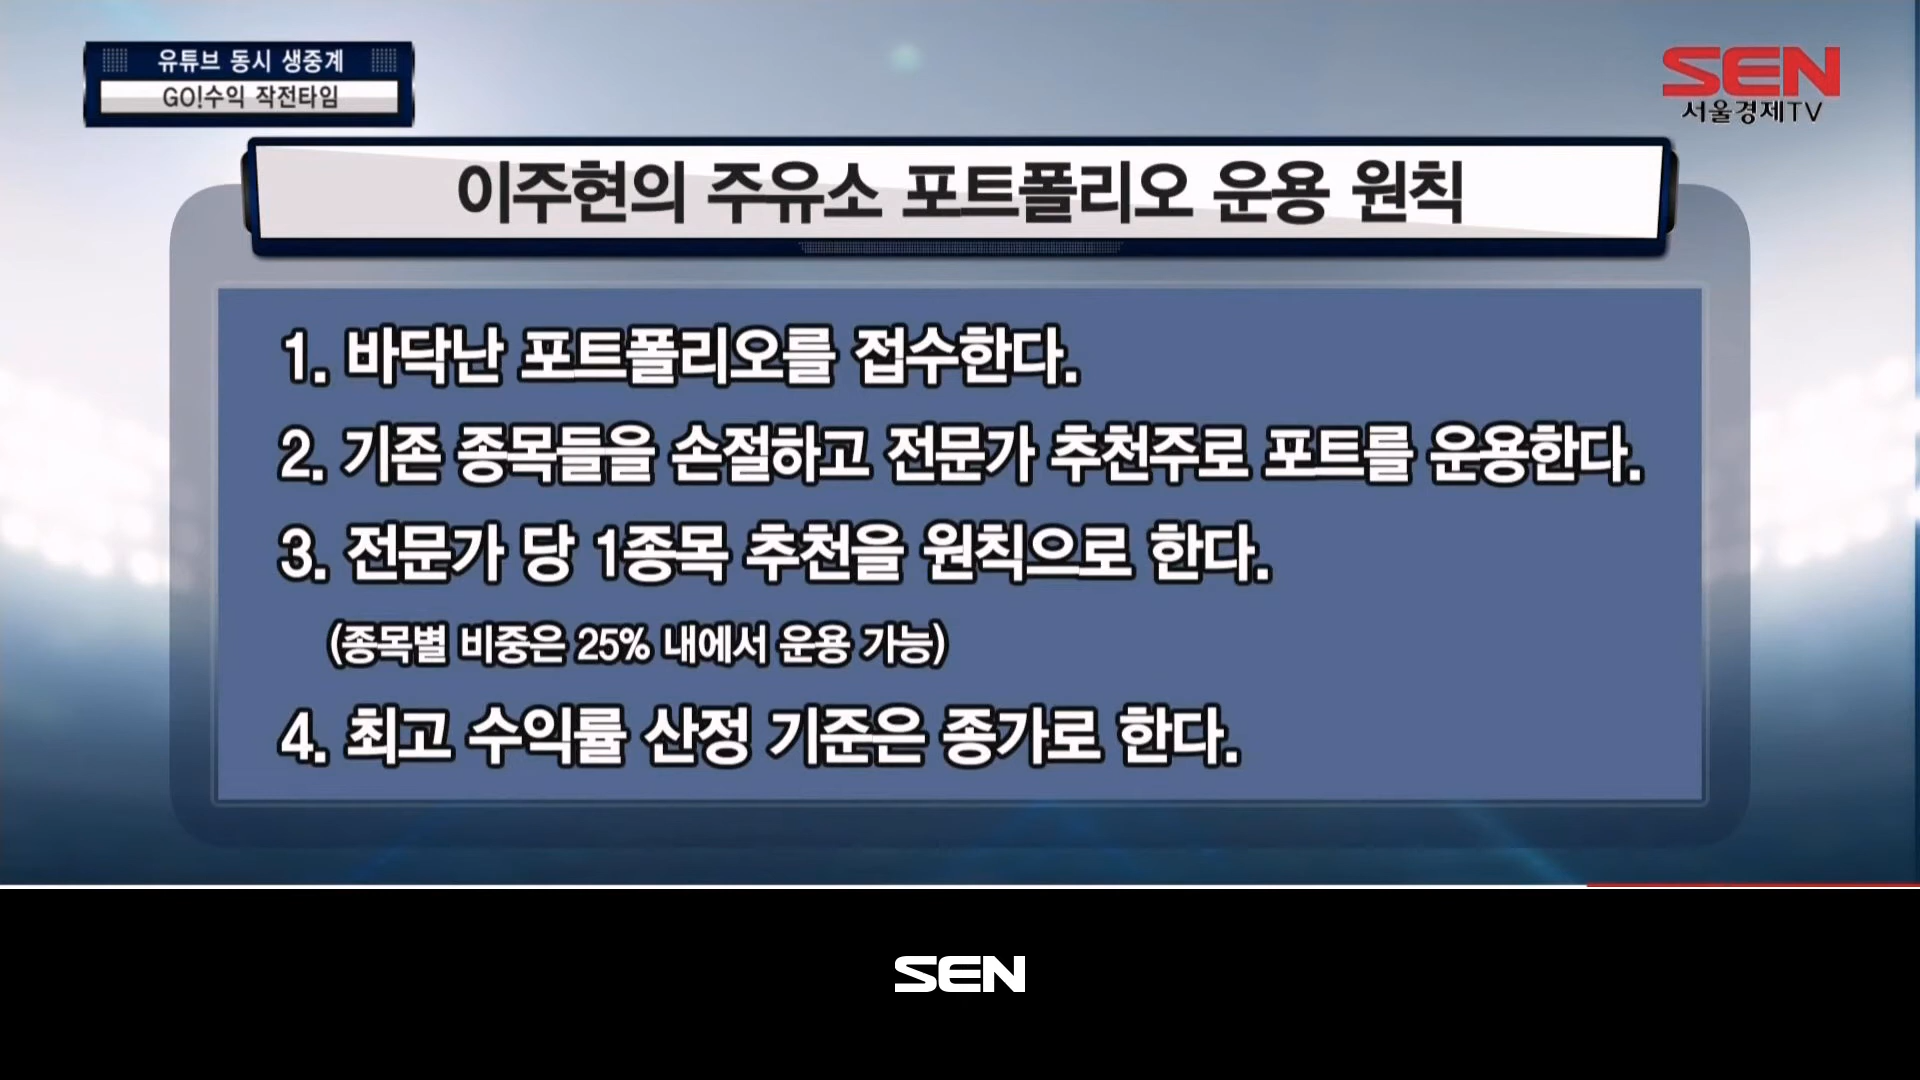 유튜브 동시 생중계
GO!수익 작전타임
SEN
서울경제TV
이주현의 주유소 포트폴리오 운용 원칙
1. 바닥난 포트폴리오를 접수한다.
2. 기존 종목들을 손절하고 전문가 추천주로 포트를 운용한다.
3. 전문가 당 1종목 추천을 원칙으로 한다.
(종목별 비중은 25% 내에서 운용 가능)
4. 최고 수익률 산정 기준은 종가로 한다.
SEN